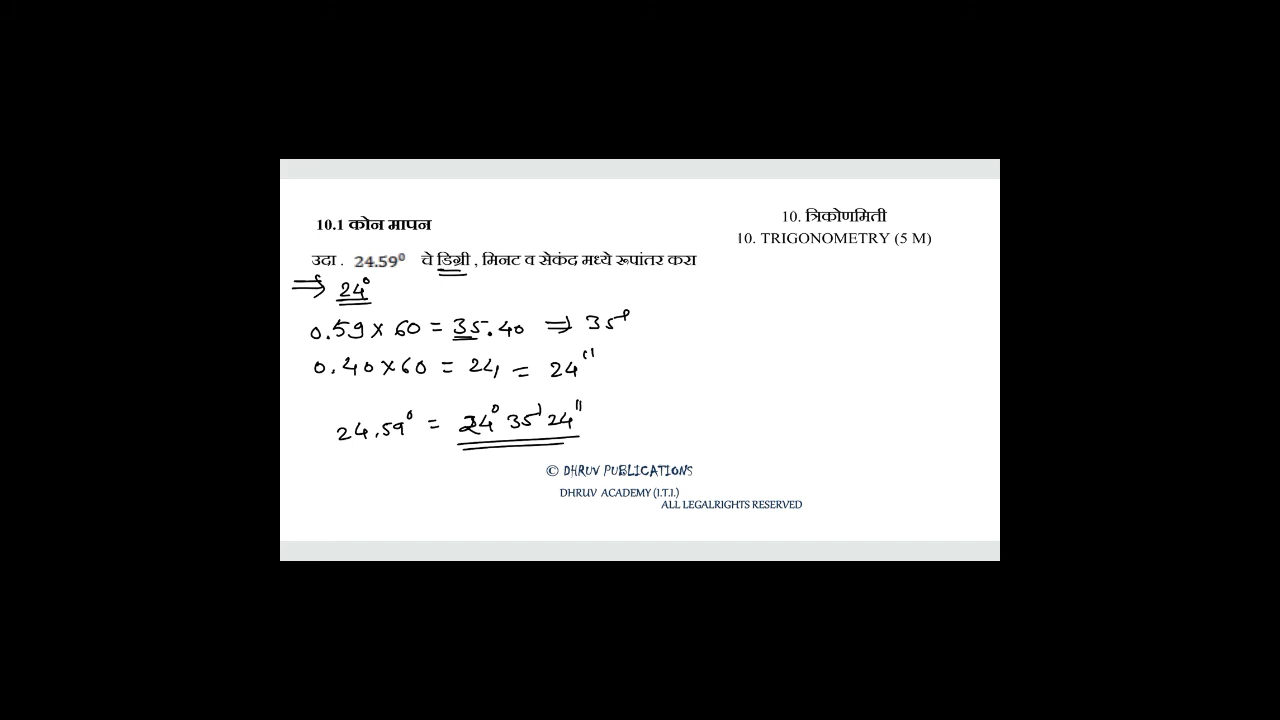 10.1 कोन मापन
10. त्रिकोणमिती
10. TRIGONOMETRY (5 M)
उदा . 24.59⁰ चे डिग्री , मिनट व सेकंद मध्ये रूपांतर करा
⇒ 24°
0.59 × 60 = 35.40 ⇒ 35'
0.40 × 60 = 24, = 24"
24.59° = 24° 35' 24"
© DHRUV PUBLICATIONS
DHRUV ACADEMY (I.T.I.)
ALL LEGALRIGHTS RESERVED